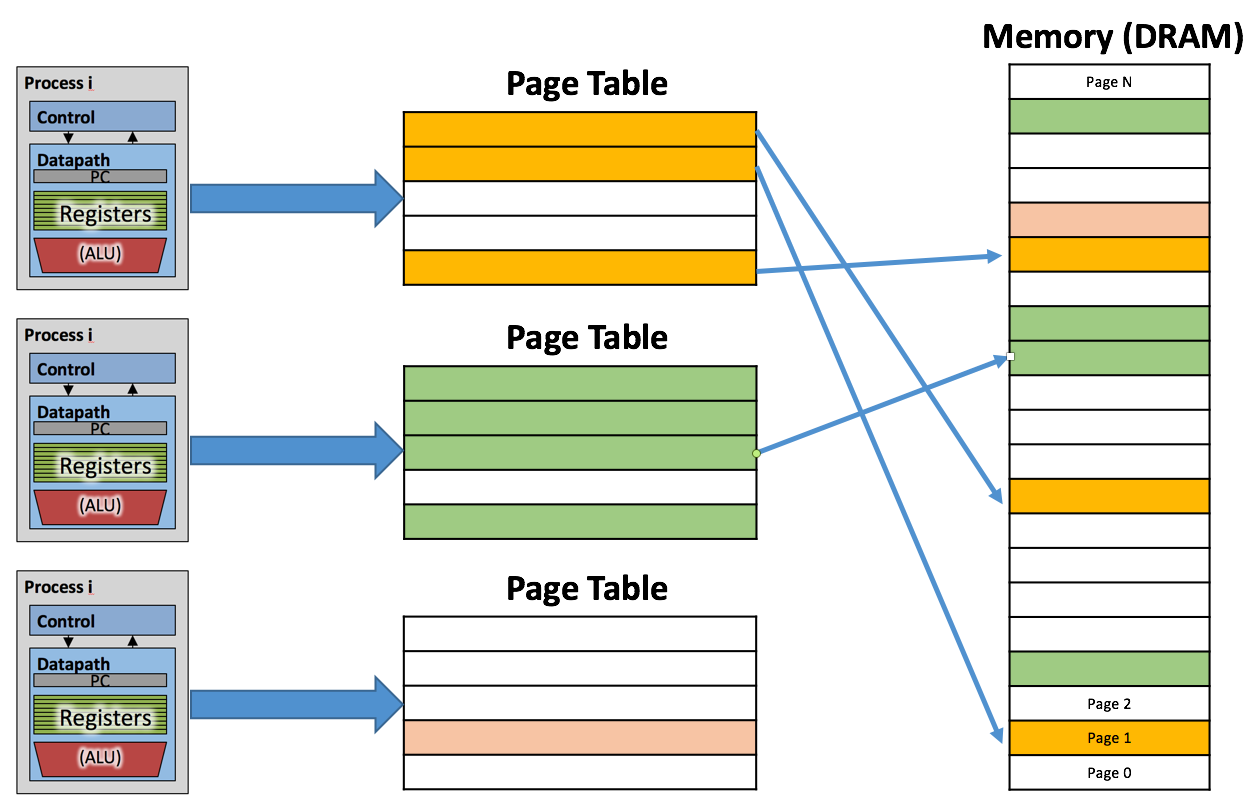 Memory (DRAM)
Process i
Control
Datapath
PC
Registers
(ALU)
Page Table
Process i
Control
Datapath
PC
Registers
(ALU)
Page Table
Process i
Control
Datapath
PC
Registers
(ALU)
Page Table
Page N
Page 2
Page 1
Page 0